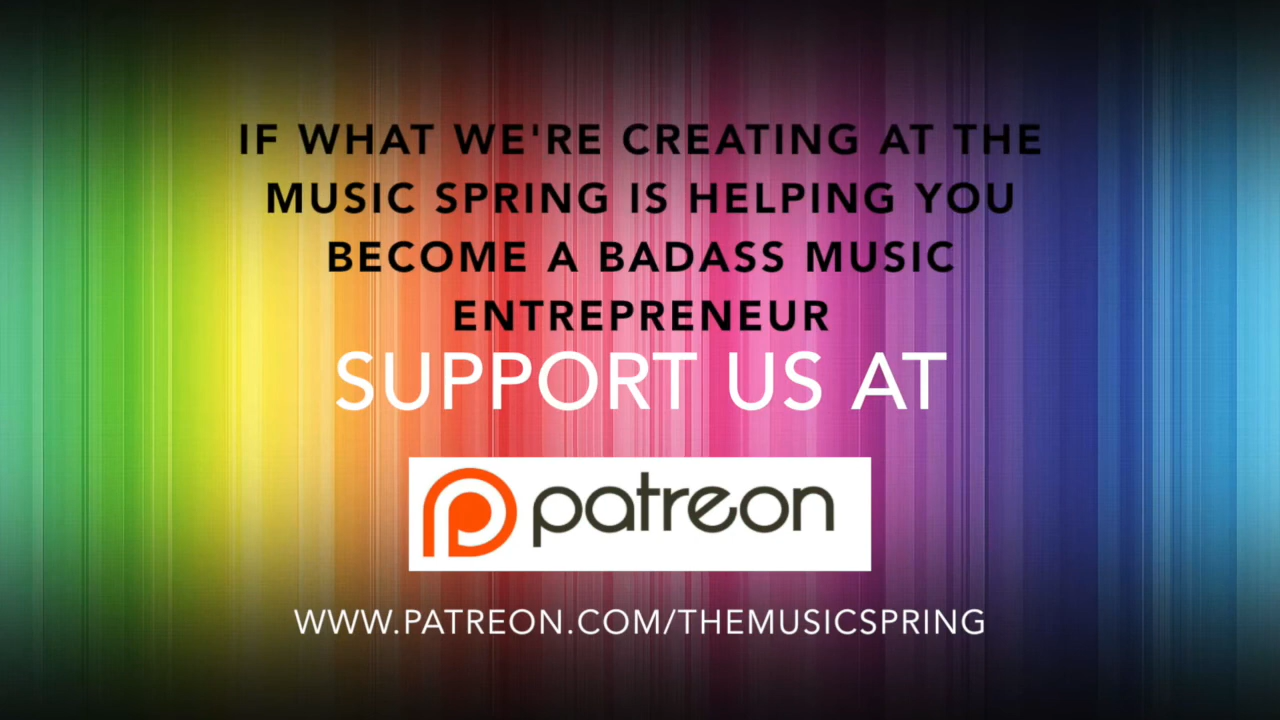 IF WHAT WE'RE CREATING AT THE
MUSIC SPRING IS HELPING YOU
BECOME A BADASS MUSIC
ENTREPRENEUR
SUPPORT US AT
patreon
WWW.PATREON.COM/THEMUSICSPRING